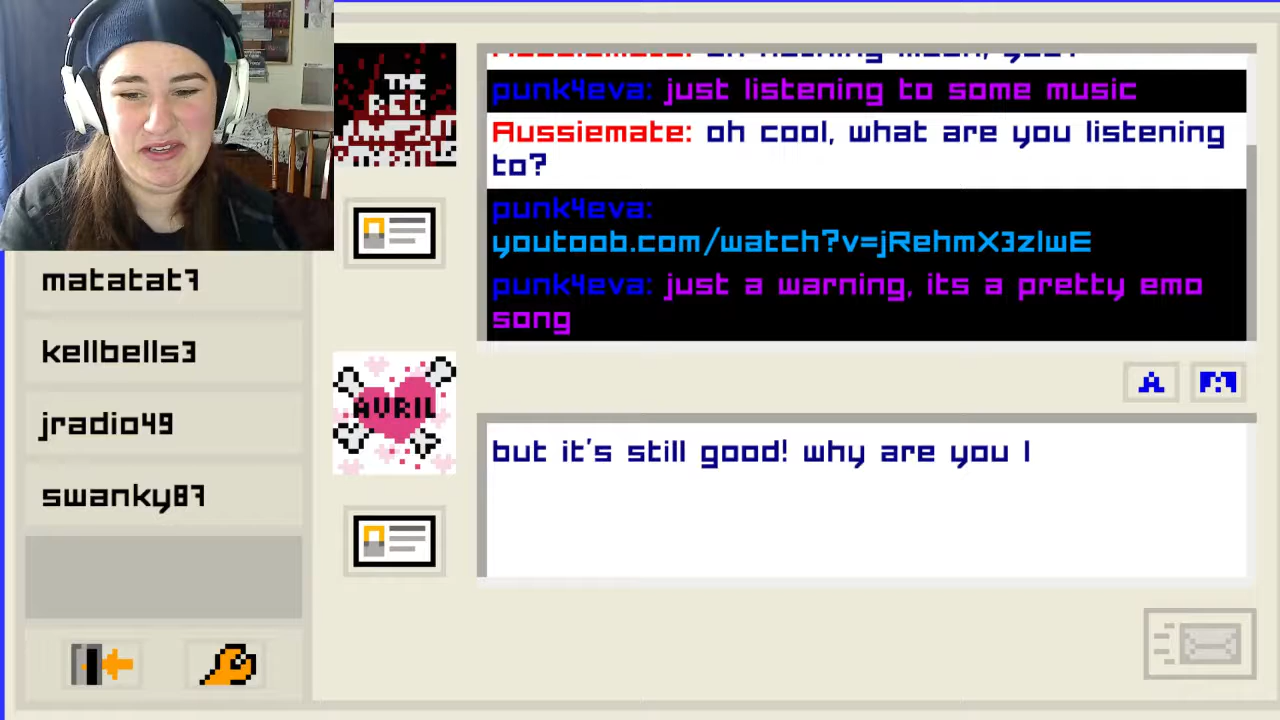 THE
RED
punk4eva: just listening to some music
Aussiemate: oh cool, what are you listening
to?
punk4eva:
youtoob.com/watch?v=jRehmX3zlwE
punk4eva: just a warning, its a pretty emo
song
matatat7
kellbells3
jradio49
swanky87
AVRIL
A M
but it's still good! why are you l